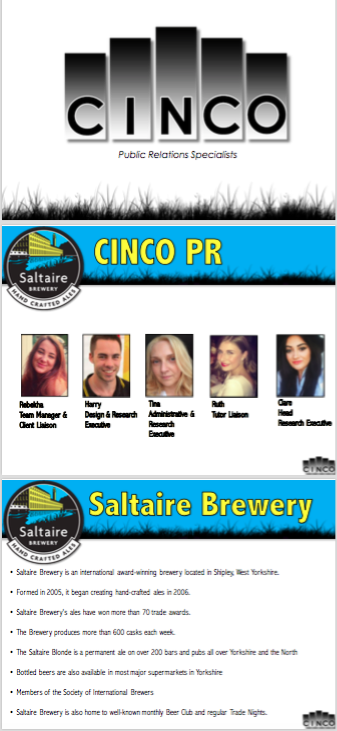 CINCO
Public Relations Specialists
CINCO PR
Saltaire
BREWERY
HAND CRAFTED ALES
Rebekha
Team Manager &
Client Liaison
Harry
Design & Research
Executive
Tina
Administrative &
Research
Executive
Ruth
Tutor Liaison
Clare
Head
Research Executive
CINCO
Saltaire Brewery
Saltaire
BREWERY
HAND CRAFTED ALES
• Saltaire Brewery is an international award-winning brewery located in Shipley, West Yorkshire.
• Formed in 2005, it began creating hand-crafted ales in 2006.
• Saltaire Brewery's ales have won more than 70 trade awards.
• The Brewery produces more than 600 casks each week.
• The Saltaire Blonde is a permanent ale on over 200 bars and pubs all over Yorkshire and the North
• Bottled beers are also available in most major supermarkets in Yorkshire
• Members of the Society of International Brewers
• Saltaire Brewery is also home to well-known monthly Beer Club and regular Trade Nights.
CINCO